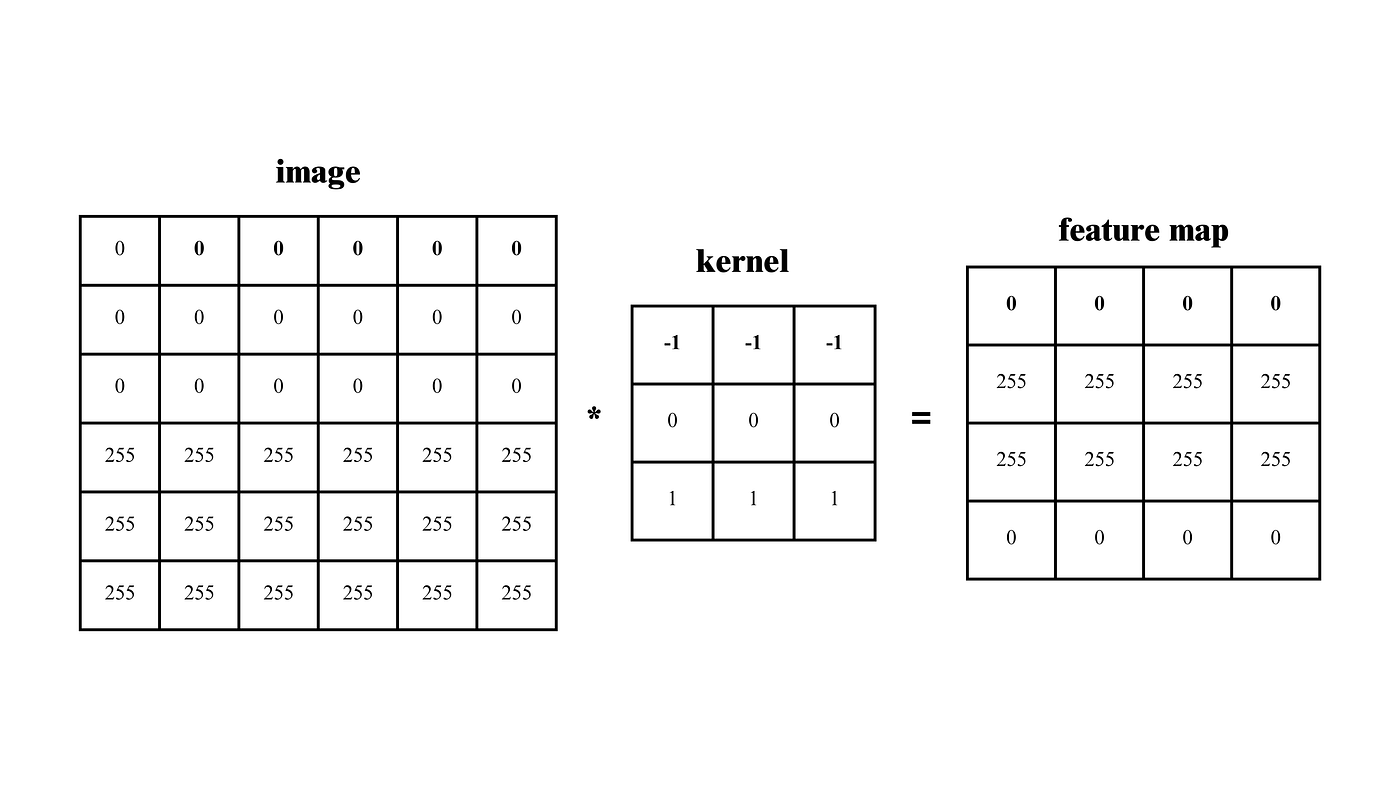 image
0 0 0 0 0 0
0 0 0 0 0 0
0 0 0 0 0 0
255 255 255 255 255 255
255 255 255 255 255 255
255 255 255 255 255 255
*
kernel
-1 -1 -1
0 0 0
1 1 1
=
feature map
0 0 0 0
255 255 255 255
255 255 255 255
0 0 0 0